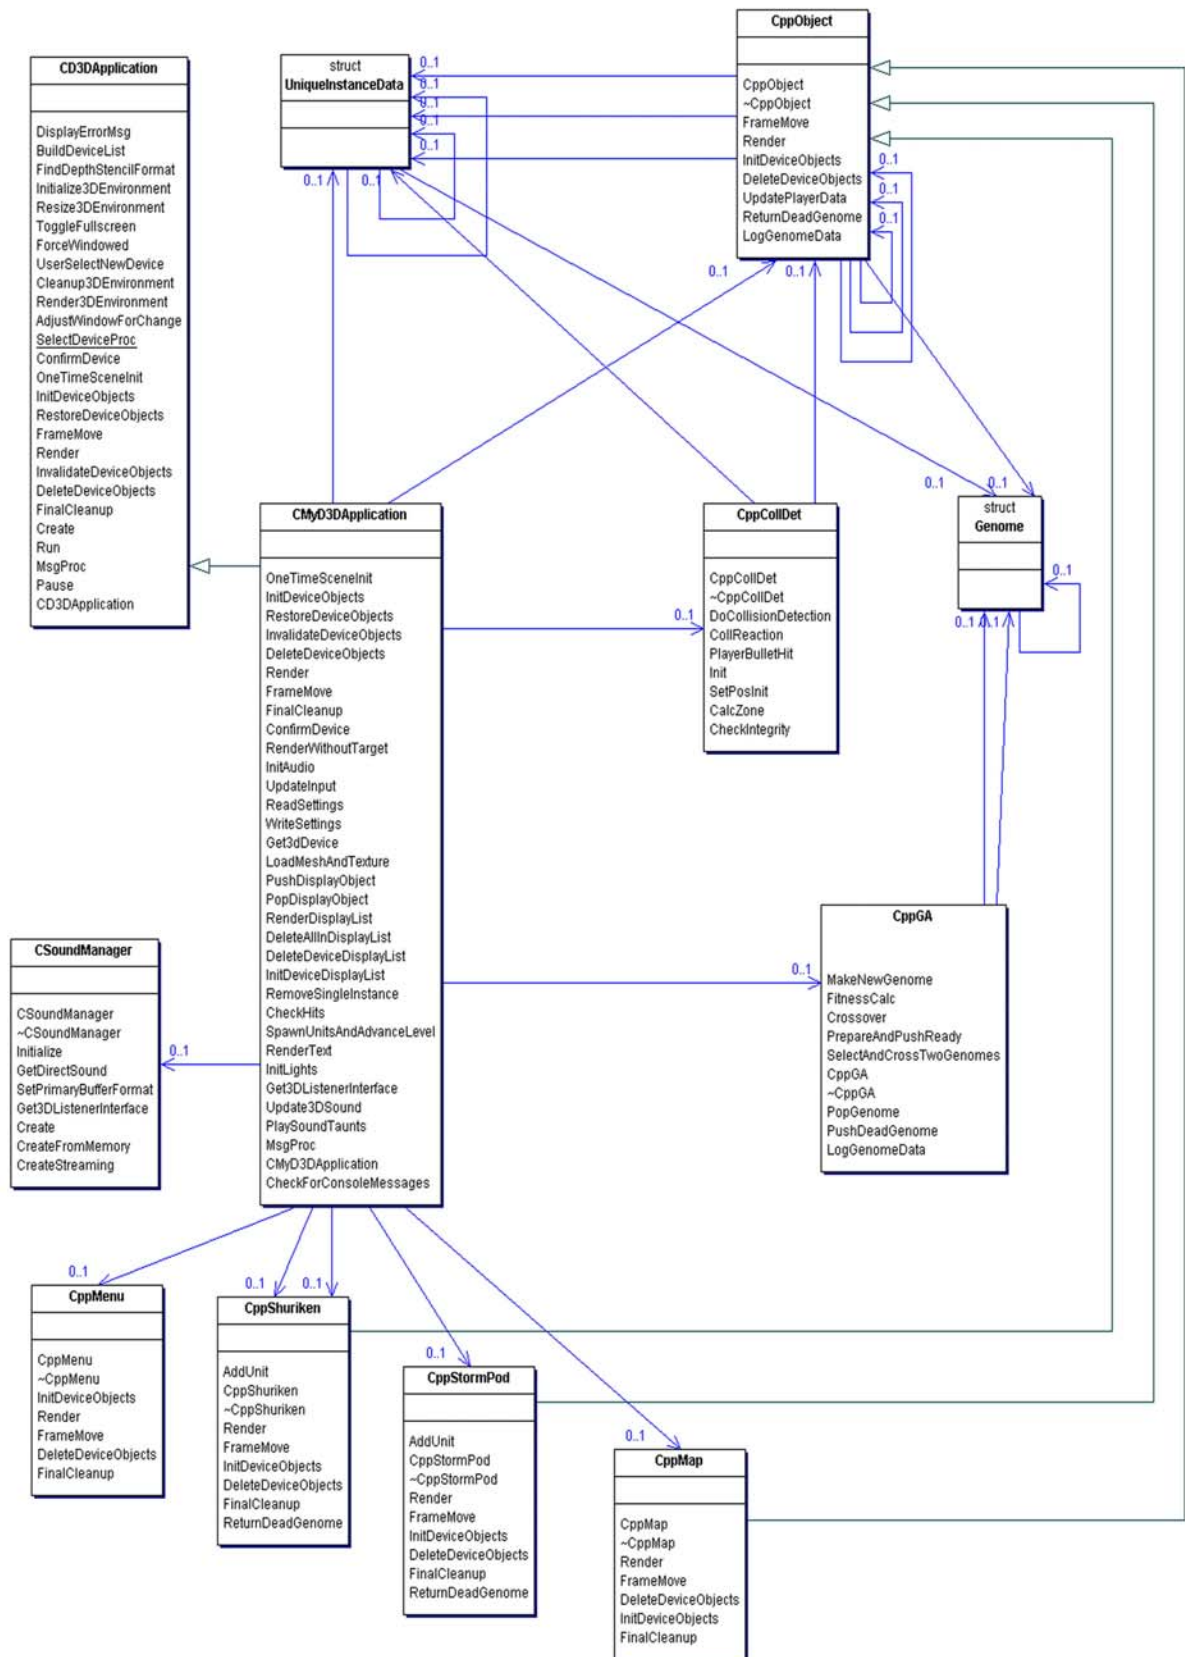 CppObject
CppObject
~CppObject
FrameMove
Render
InitDeviceObjects
DeleteDeviceObjects
UpdatePlayerData
ReturnDeadGenome
LogGenomeData
0..1
0..1
0..1
0..1
0..1
CD3DApplication
DisplayErrorMsg
BuildDeviceList
FindDepthStencilFormat
Initialize3DEnvironment
Resize3DEnvironment
ToggleFullscreen
ForceWindowed
UserSelectNewDevice
Cleanup3DEnvironment
Render3DEnvironment
AdjustWindowForChange
SelectDeviceProc
ConfirmDevice
OneTimeSceneInit
InitDeviceObjects
RestoreDeviceObjects
FrameMove
Render
InvalidateDeviceObjects
DeleteDeviceObjects
FinalCleanup
Create
Run
MsgProc
Pause
CD3DApplication
struct
UniqueInstanceData
0..1
0..1
0..1
0..1
0..1
0..1
0..1
CMyD3DApplication
OneTimeSceneInit
InitDeviceObjects
RestoreDeviceObjects
InvalidateDeviceObjects
DeleteDeviceObjects
Render
FrameMove
FinalCleanup
ConfirmDevice
RenderWithoutTarget
InitAudio
UpdateInput
ReadSettings
WriteSettings
Get3dDevice
LoadMeshAndTexture
PushDisplayObject
PopDisplayObject
RenderDisplayList
DeleteAllInDisplayList
DeleteDeviceDisplayList
InitDeviceDisplayList
RemoveSingleInstance
CheckHits
SpawnUnitsAndAdvanceLevel
RenderText
InitLights
Get3DListenerInterface
Update3DSound
PlaySoundTaunts
MsgProc
CMyD3DApplication
CheckForConsoleMessages
0..1
CppCollDet
CppCollDet
~CppCollDet
DoCollisionDetection
CollReaction
PlayerBulletHit
Init
SetPosInit
CalcZone
CheckIntegrity
0..1
0..1
struct
Genome
0..1
0..1
0..1
0..1
CppGA
MakeNewGenome
FitnessCalc
Crossover
PrepareAndPushReady
SelectAndCrossTwoGenomes
CppGA
~CppGA
PopGenome
PushDeadGenome
LogGenomeData
CSoundManager
CSoundManager
~CSoundManager
Initialize
GetDirectSound
SetPrimaryBufferFormat
Get3DListenerInterface
Create
CreateFromMemory
CreateStreaming
0..1
0..1
CppMenu
CppMenu
~CppMenu
InitDeviceObjects
Render
FrameMove
DeleteDeviceObjects
FinalCleanup
0..1
0..1
CppShuriken
AddUnit
CppShuriken
~CppShuriken
Render
FrameMove
InitDeviceObjects
DeleteDeviceObjects
FinalCleanup
ReturnDeadGenome
0..1
CppStormPod
AddUnit
CppStormPod
~CppStormPod
Render
FrameMove
InitDeviceObjects
DeleteDeviceObjects
FinalCleanup
ReturnDeadGenome
0..1
CppMap
CppMap
~CppMap
Render
FrameMove
DeleteDeviceObjects
InitDeviceObjects
FinalCleanup